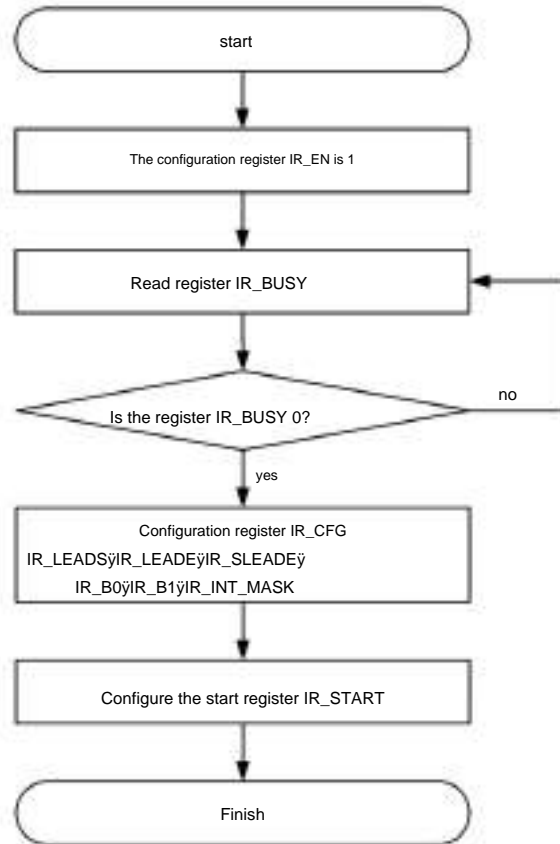 start
The configuration register IR_EN is 1
Read register IR_BUSY
Is the register IR_BUSY 0?
no
yes
Configuration register IR_CFG
IR_LEADSÿIR_LEADEÿIR_SLEADEÿ
IR_B0ÿIR_B1ÿIR_INT_MASK
Configure the start register IR_START
Finish